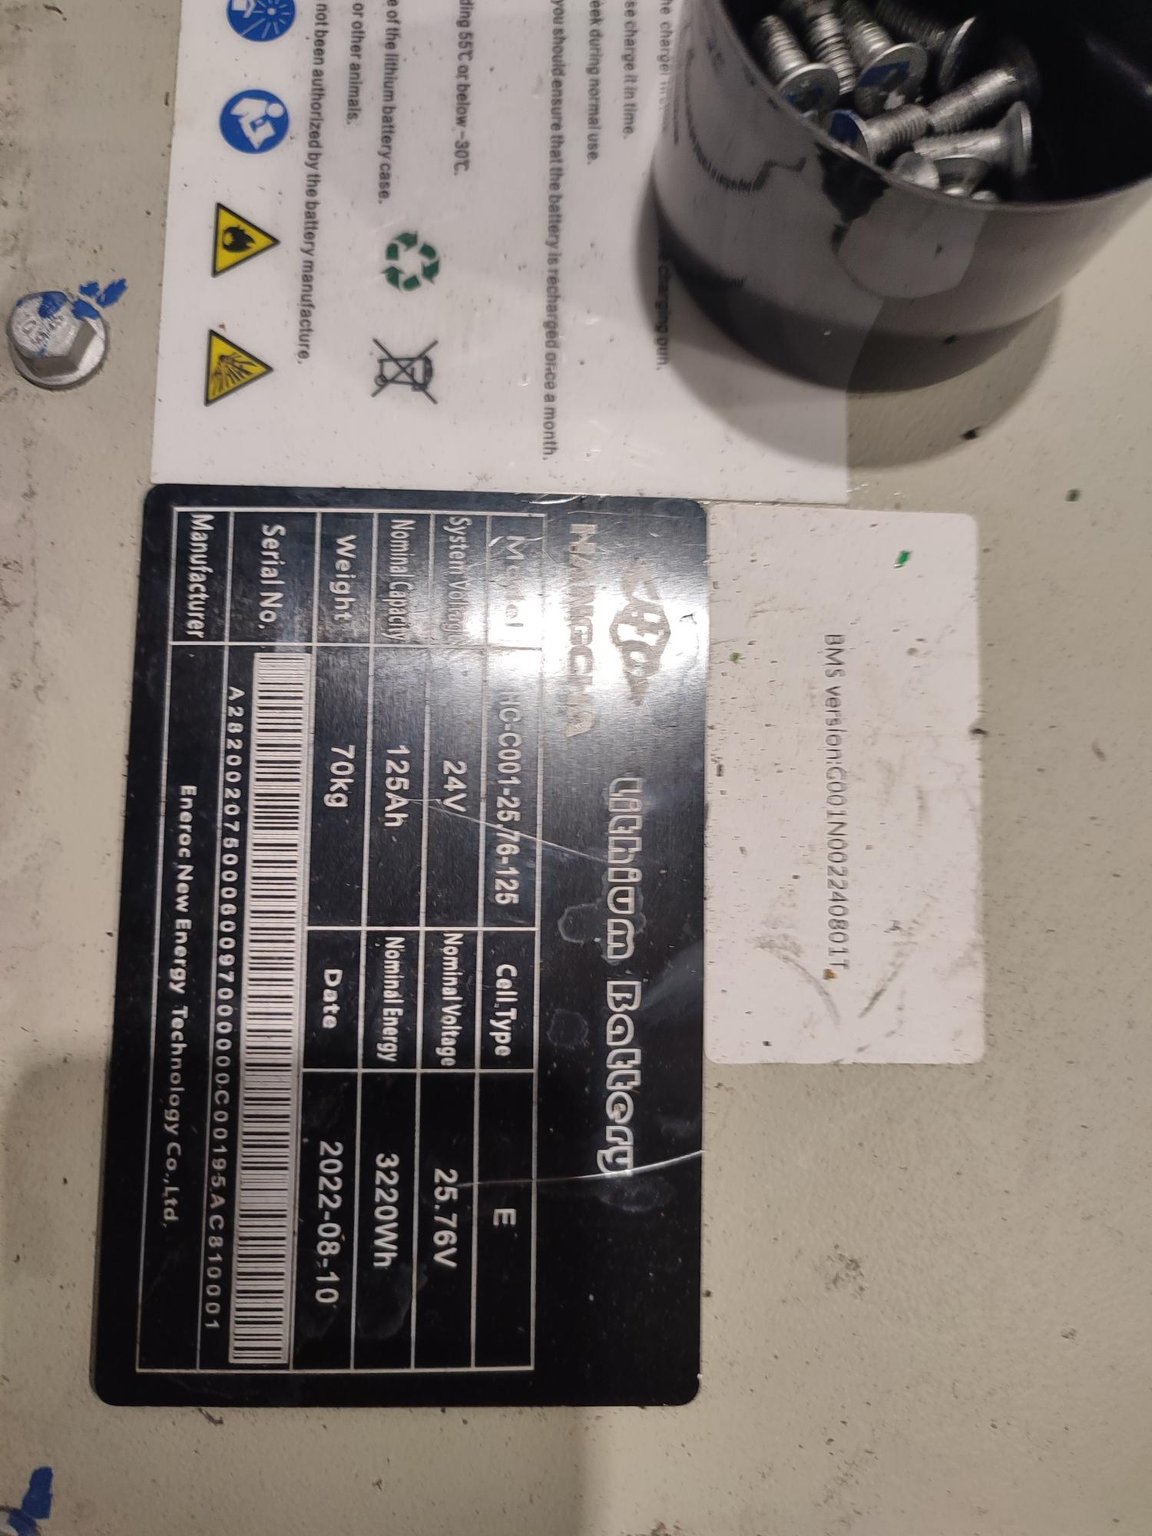 he charger
charging gun.
se charge it in time.
eek during normal use.
you should ensure that the battery is recharged once a month.
ding 55℃ or below -30℃.
e of the lithium battery case.
or other animals.
not been authorized by the battery manufacture.
BMS version:G001N002240801T
HANGCHA
Lithium Battery
Model HC-C001-25.76-125 Cell Type E
System Voltage 24V Nominal Voltage 25.76V
Nominal Capacity 125Ah Nominal Energy 3220Wh
Weight 70kg Date 2022-08-10
Serial No.
A282002075000600970000000C00195AC810001
Manufacturer Eneroc New Energy Technology Co.,Ltd.